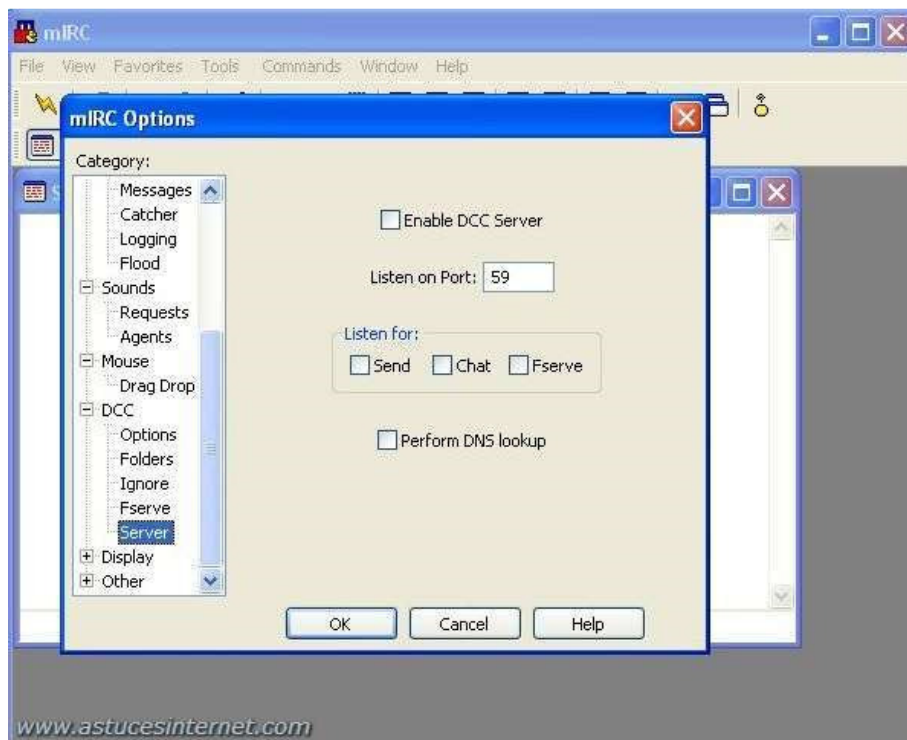 mIRC
File View Favorites Tools Commands Window Help
mIRC Options
Category:
Messages
Catcher
Logging
Flood
Sounds
Requests
Agents
Mouse
Drag Drop
DCC
Options
Folders
Ignore
Fserve
Server
Display
Other
Enable DCC Server
Listen on Port: 59
Listen for:
Send Chat Fserve
Perform DNS lookup
OK Cancel Help
www.astucesinternet.com